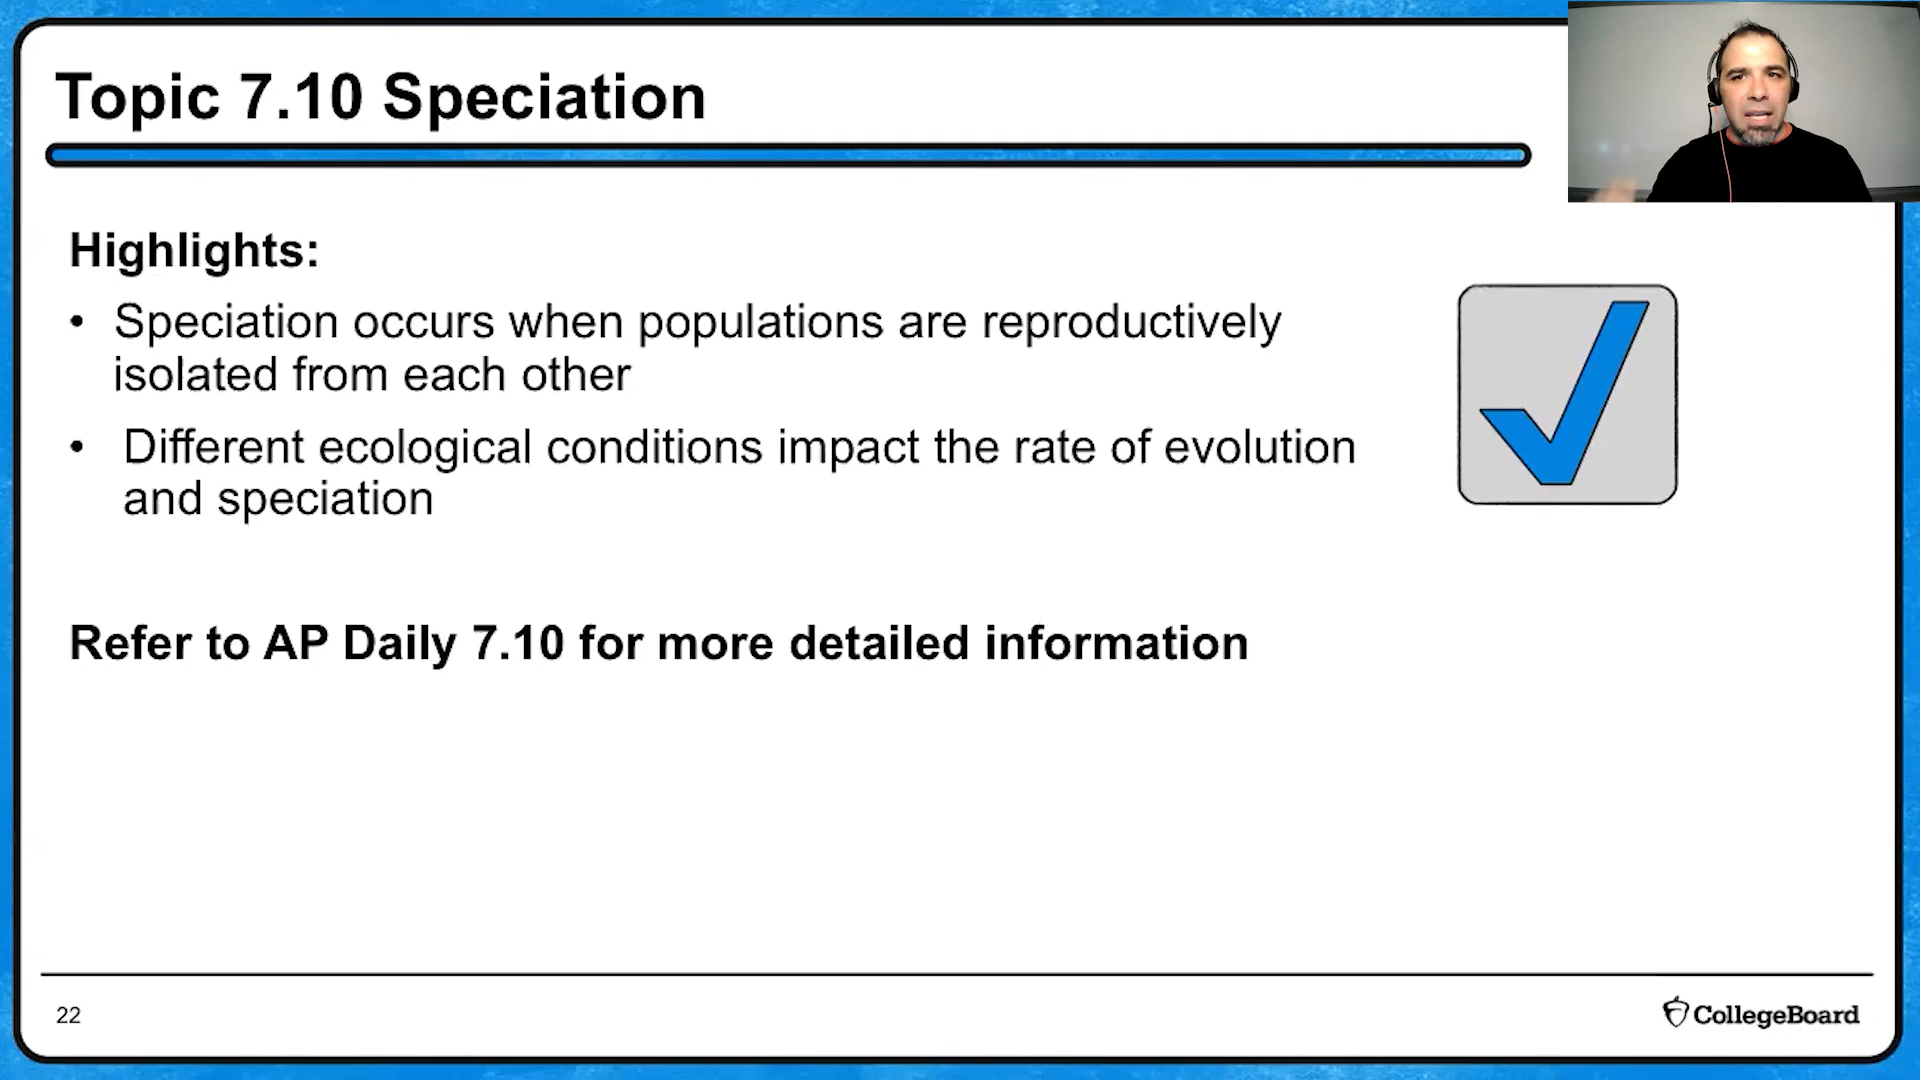 Topic 7.10 Speciation
Highlights:
• Speciation occurs when populations are reproductively
isolated from each other
• Different ecological conditions impact the rate of evolution
and speciation
Refer to AP Daily 7.10 for more detailed information
22
CollegeBoard